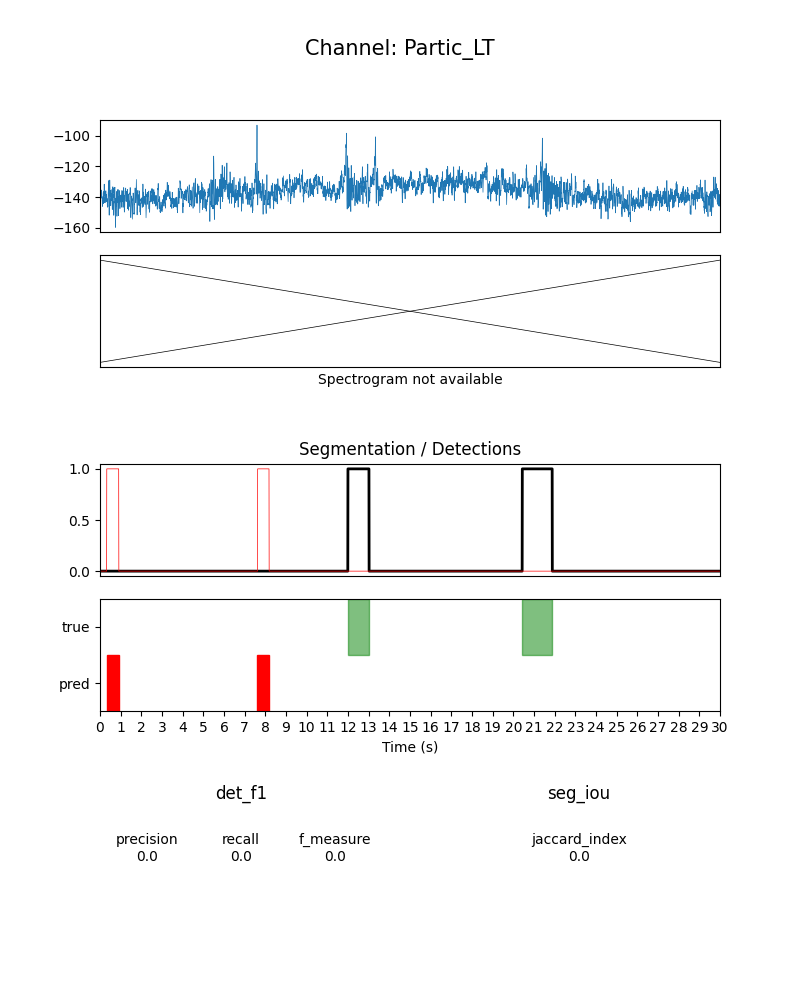 Channel: Partic_LT
−100
−120
−140
−160
Spectrogram not available
Segmentation / Detections
1.0
0.5
0.0
true
pred
0 1 2 3 4 5 6 7 8 9 10 11 12 13 14 15 16 17 18 19 20 21 22 23 24 25 26 27 28 29 30
Time (s)
det_f1 seg_iou
precision recall f_measure jaccard_index
0.0 0.0 0.0 0.0